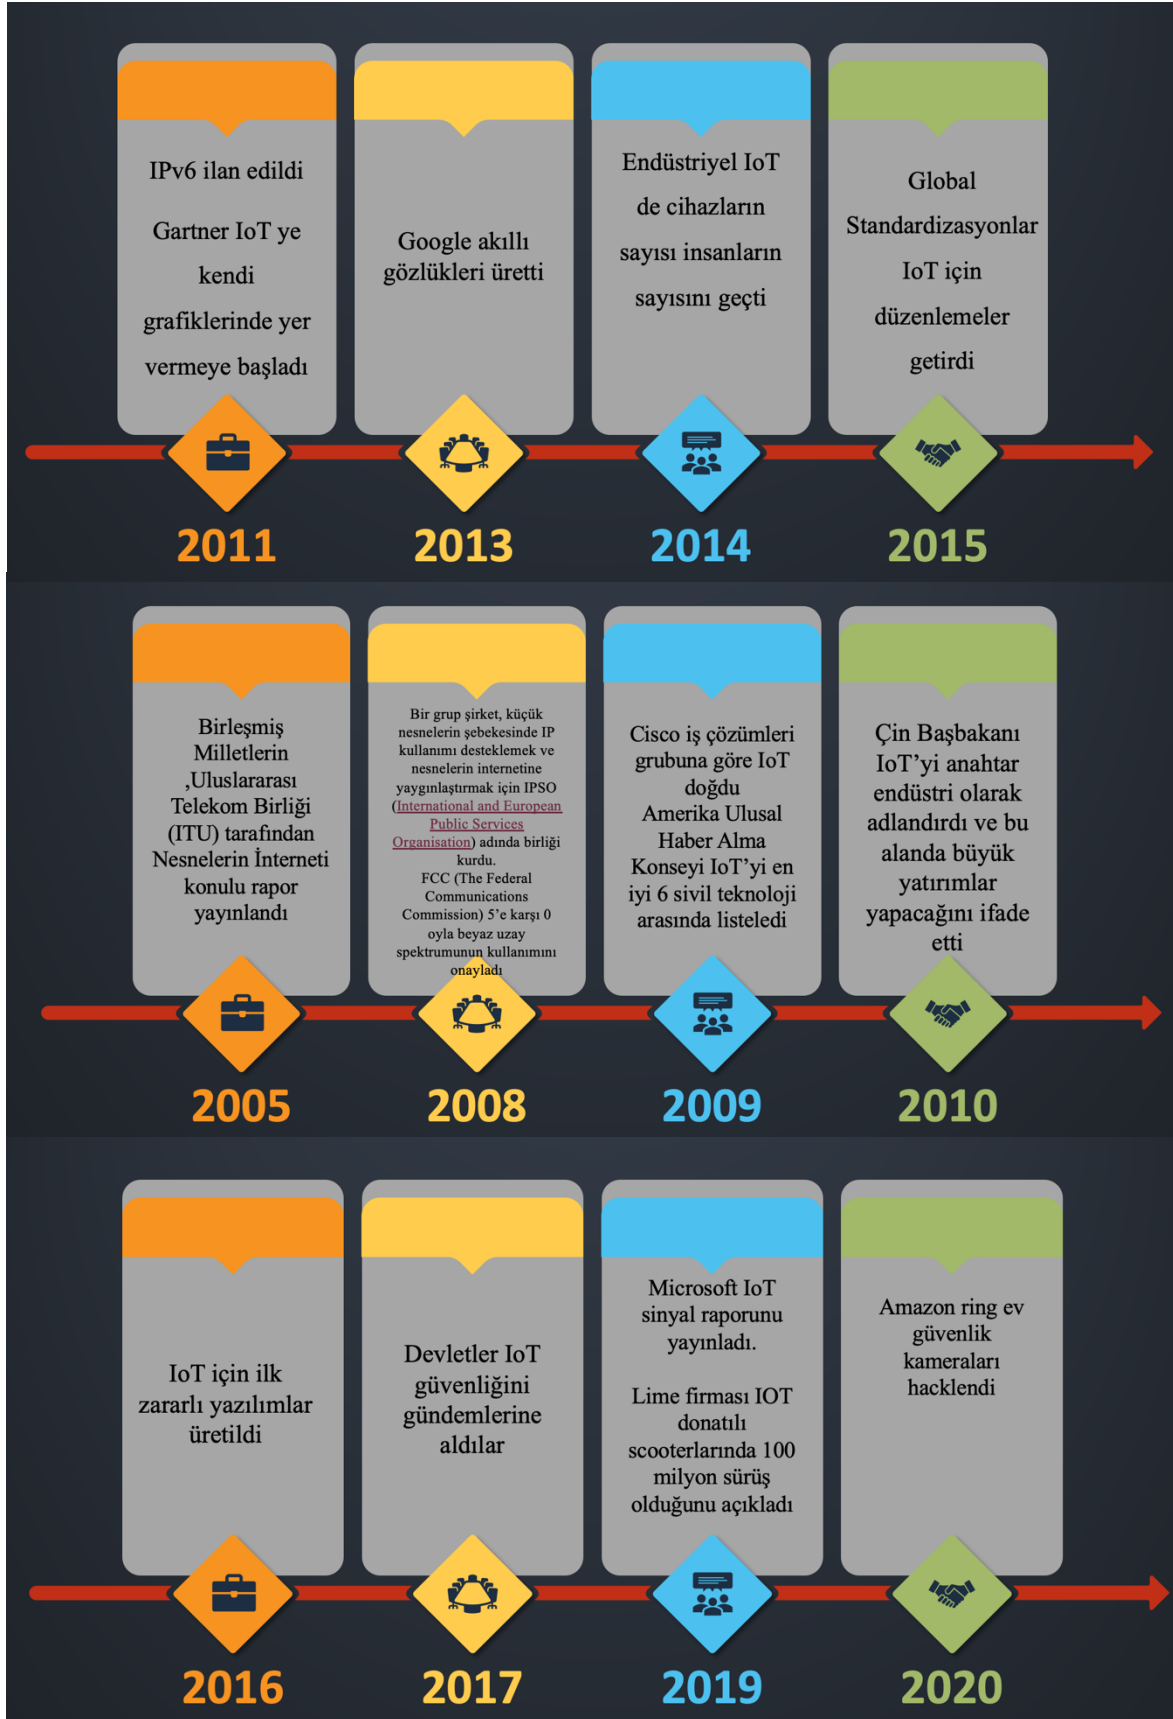 IPv6 ilan edildi
Gartner IoT ye
kendi
grafiklerinde yer
vermeye başladı
Google akıllı
gözlükleri üretti
Endüstriyel IoT
de cihazların
sayısı insanların
sayısını geçti
Global
Standardizasyonlar
IoT için
düzenlemeler
getirdi
2011
2013
2014
2015
Birleşmiş
Milletlerin
,Uluslararası
Telekom Birliği
(ITU) tarafından
Nesnelerin İnterneti
konulu rapor
yayınlandı
Bir grup şirket, küçük
nesnelerin şebekesinde IP
kullanımı desteklemek ve
nesnelerin internetine
yaygınlaştırmak için IPSO
(International and European
Public Services
Organisation) adında birliği
kurdu.
FCC (The Federal
Communications
Commission) 5’e karşı 0
oyla beyaz uzay
spektrumunun kullanımını
onayladı
Cisco iş çözümleri
grubuna göre IoT
doğdu
Amerika Ulusal
Haber Alma
Konseyi IoT’yi en
iyi 6 sivil teknoloji
arasında listeledi
Çin Başbakanı
IoT’yi anahtar
endüstri olarak
adlandırdı ve bu
alanda büyük
yatırımlar
yapacağını ifade
etti
2005
2008
2009
2010
IoT için ilk
zararlı yazılımlar
üretildi
Devletler IoT
güvenliğini
gündemlerine
aldılar
Microsoft IoT
sinyal raporunu
yayınladı.
Lime firması IOT
donatılı
scooterlarında 100
milyon sürüş
olduğunu açıkladı
Amazon ring ev
güvenlik
kameraları
hacklendi
2016
2017
2019
2020